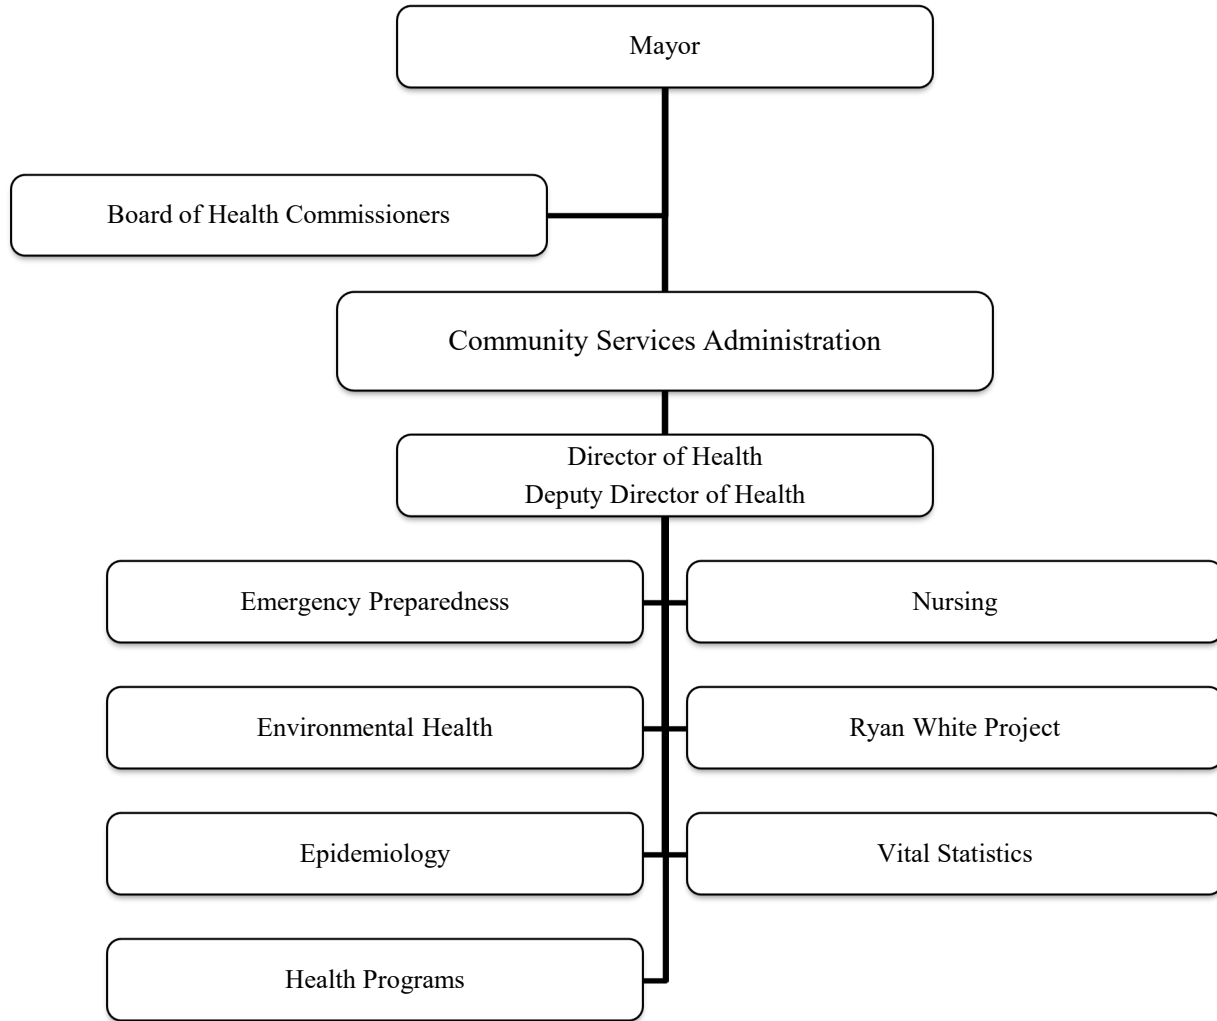 Mayor
Board of Health Commissioners
Community Services Administration
Director of Health
Deputy Director of Health
Emergency Preparedness
Nursing
Environmental Health
Ryan White Project
Epidemiology
Vital Statistics
Health Programs